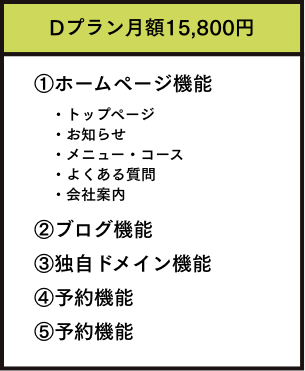 Dプラン月額15,800円
①ホームページ機能
・トップページ
・お知らせ
・メニュー・コース
・よくある質問
・会社案内
②ブログ機能
③独自ドメイン機能
④予約機能
⑤予約機能